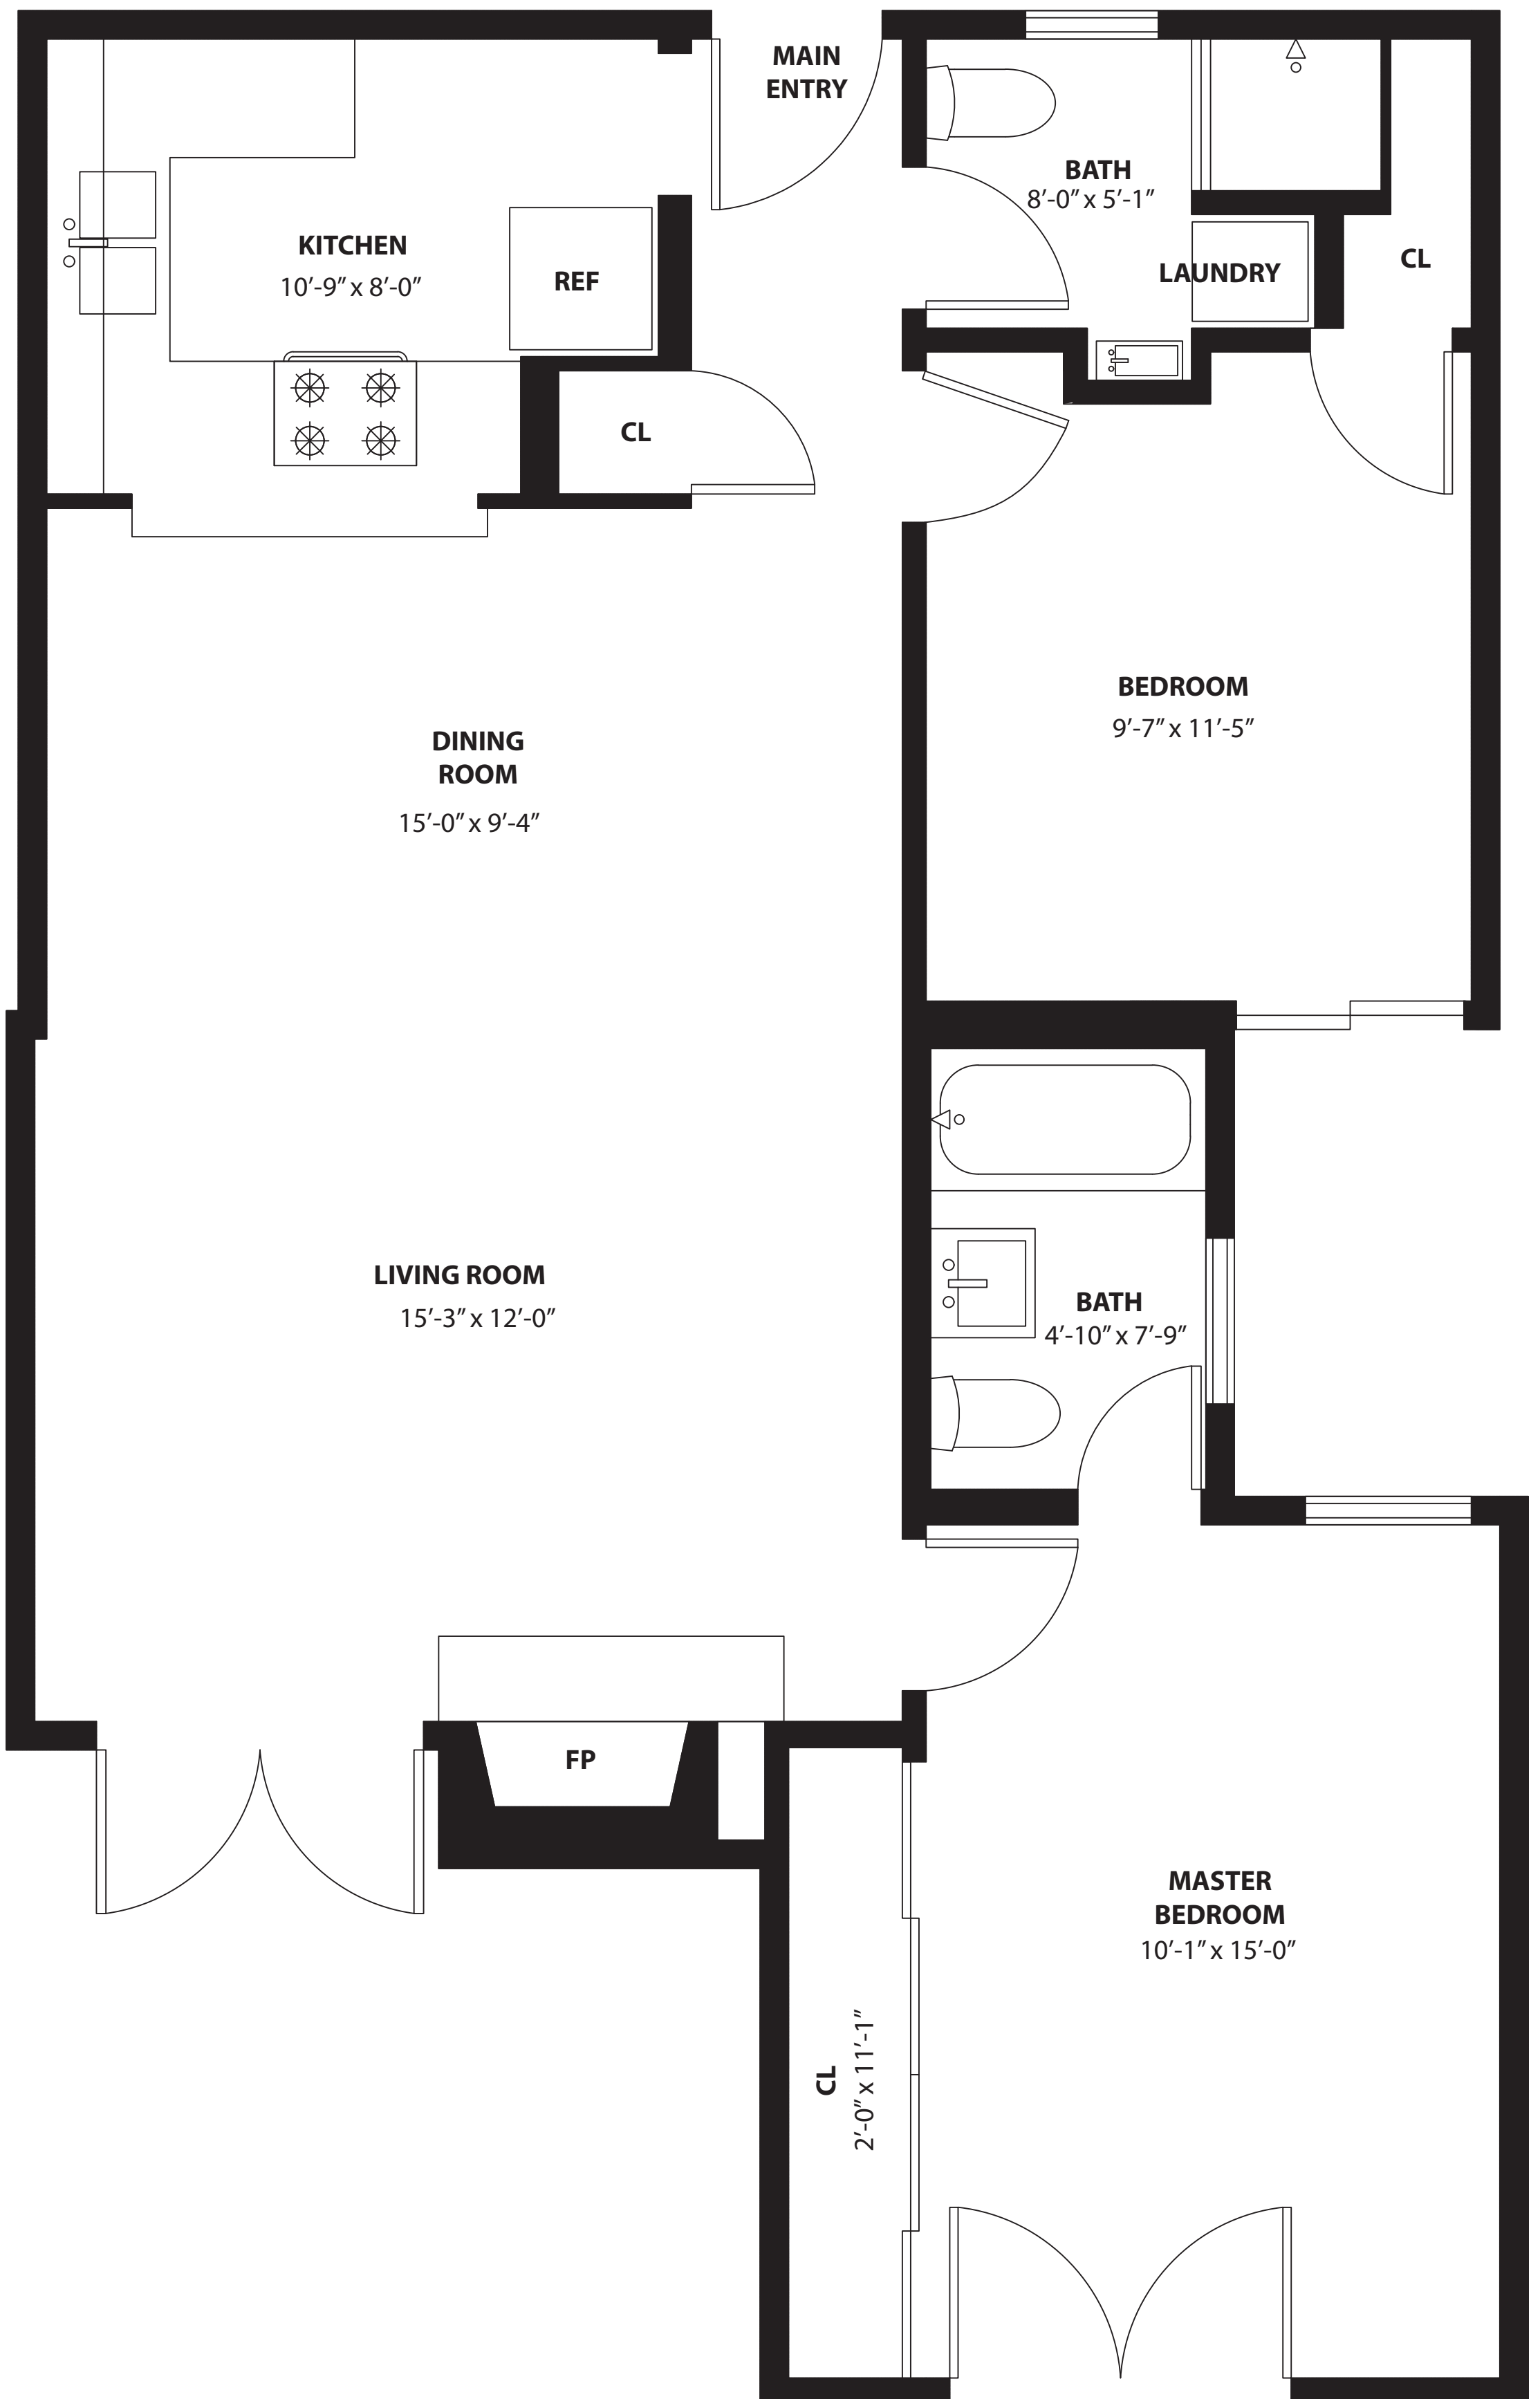 MAIN
ENTRY
BATH
8’-0” x 5’-1”
KITCHEN
10’-9” x 8’-0”
REF
LAUNDRY
CL
CL
BEDROOM
9’-7” x 11’-5”
DINING
ROOM
15’-0” x 9’-4”
LIVING ROOM
15’-3” x 12’-0”
BATH
4’-10” x 7’-9”
FP
MASTER
BEDROOM
10’-1” x 15’-0”
CL
2’-0” x 11’-1”